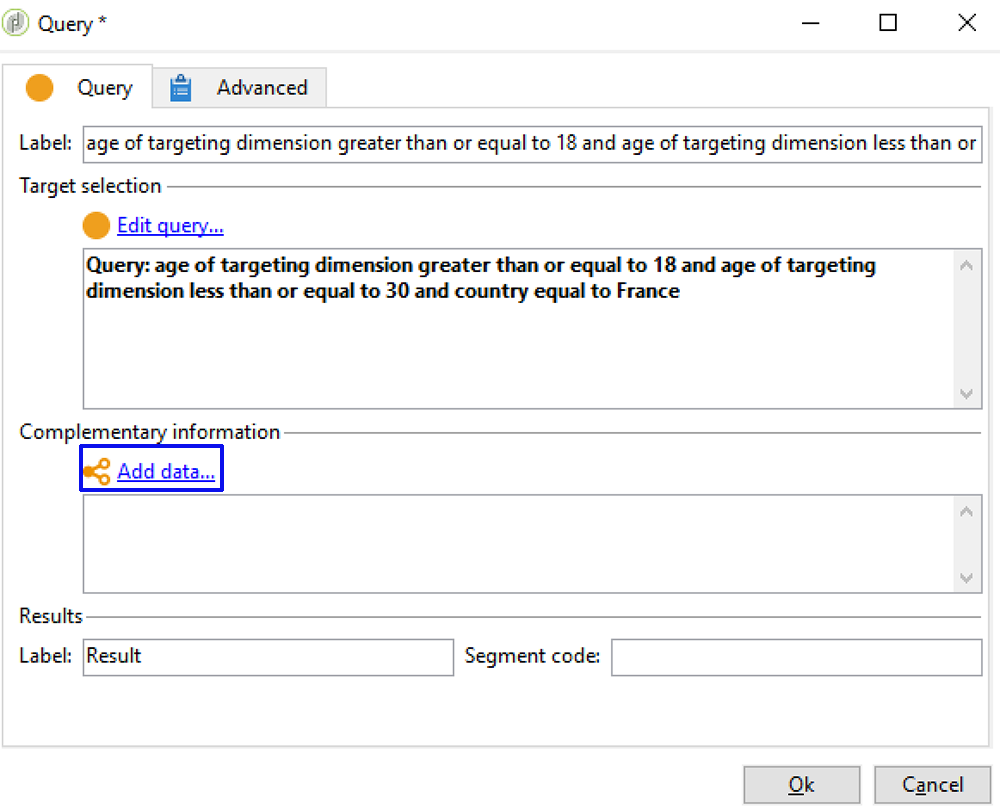 Query *
Query Advanced
Label: age of targeting dimension greater than or equal to 18 and age of targeting dimension less than or
Target selection
Edit query...
Query: age of targeting dimension greater than or equal to 18 and age of targeting
dimension less than or equal to 30 and country equal to France
Complementary information
Add data...
Results
Label: Result Segment code:
Ok Cancel